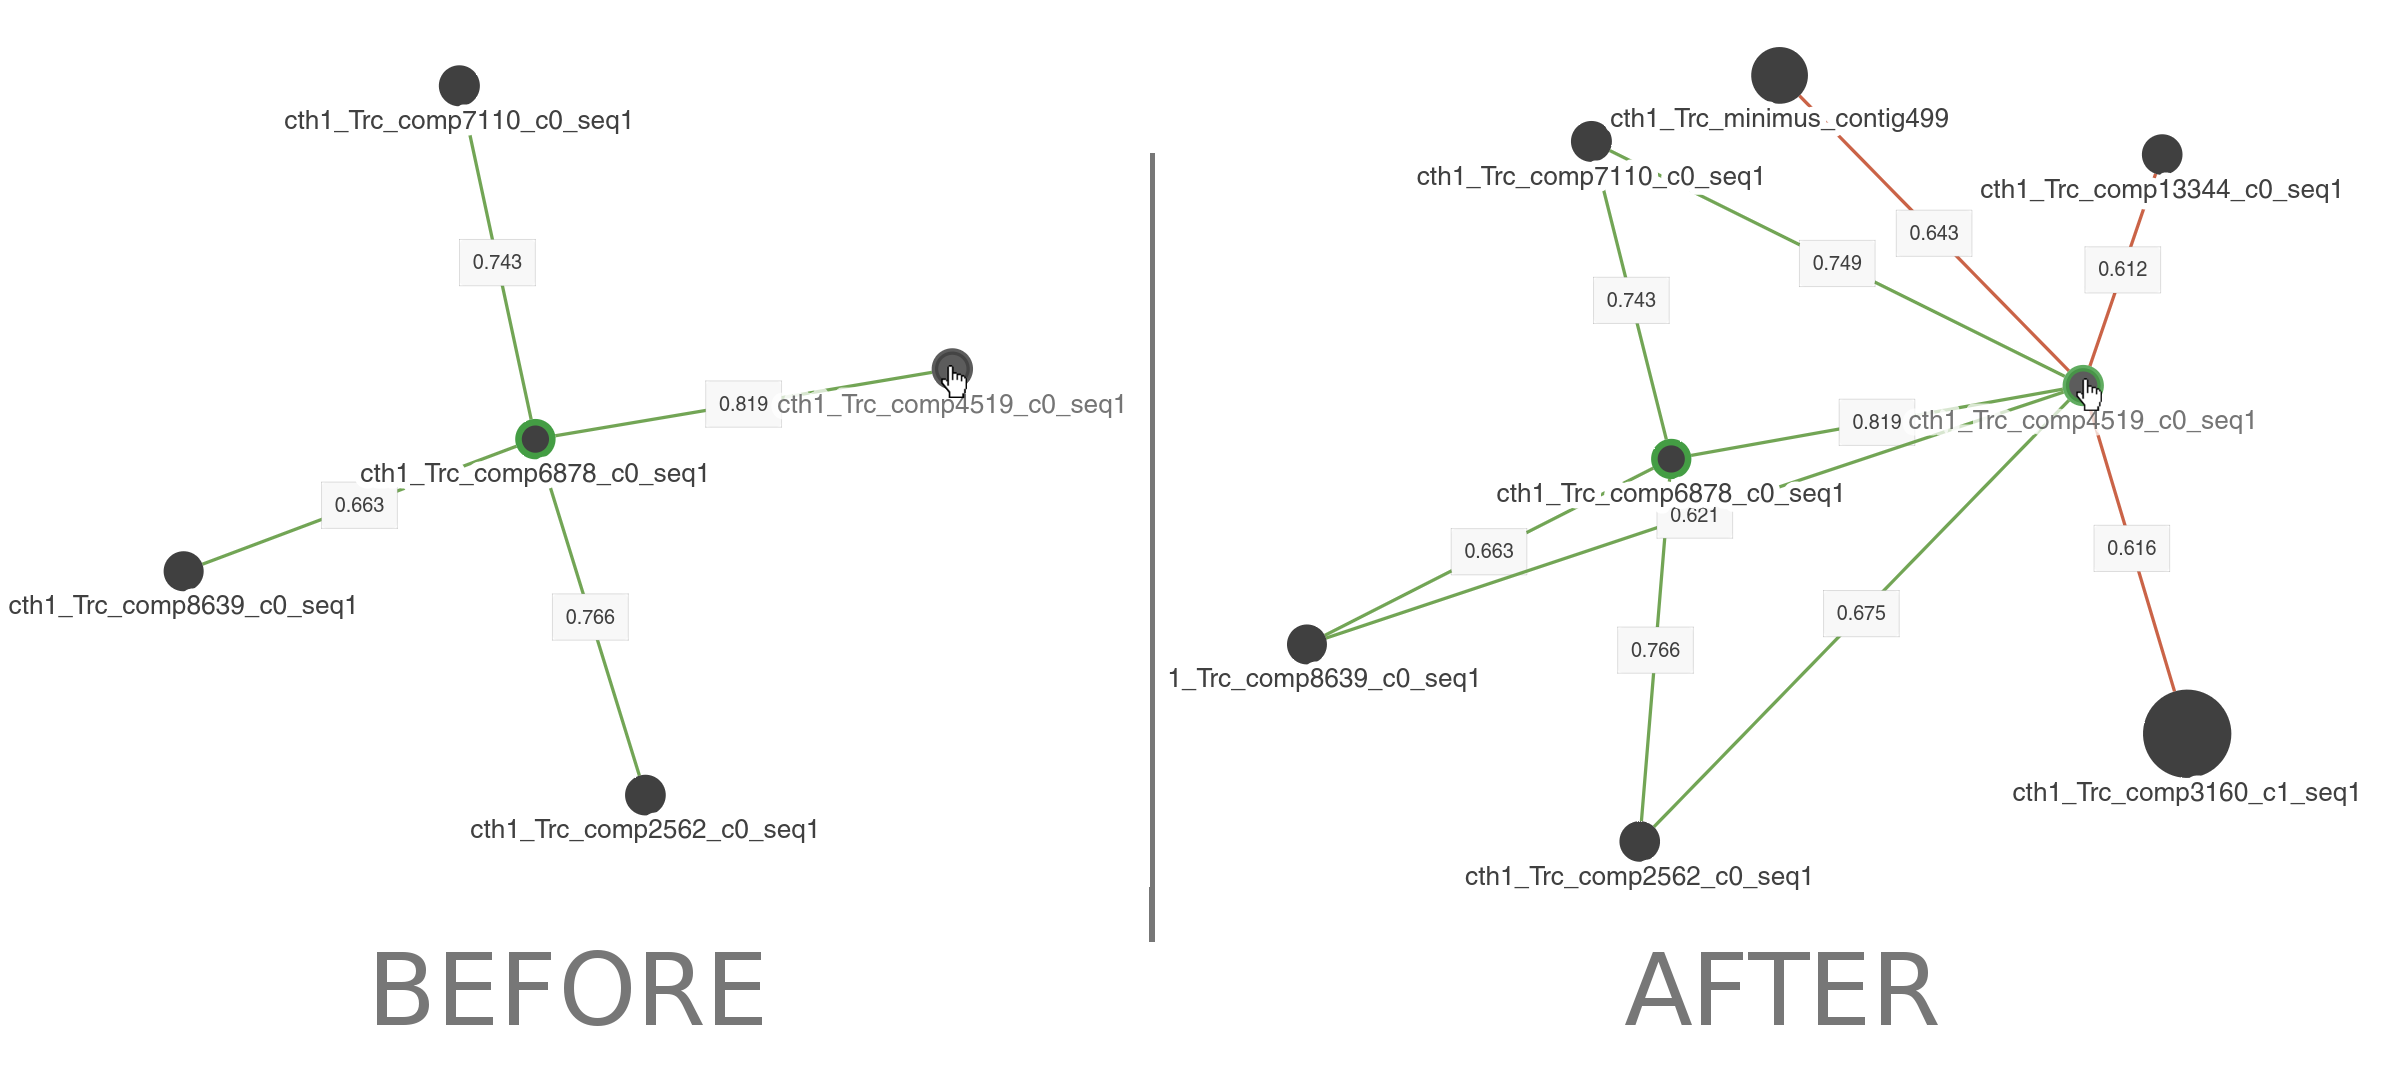 cth1_Trc_comp7110_c0_seq1
0.743
0.819
cth1_Trc_comp4519_c0_seq1
cth1_Trc_comp6878_c0_seq1
0.663
cth1_Trc_comp8639_c0_seq1
0.766
cth1_Trc_comp2562_c0_seq1
BEFORE
cth1_Trc_minimus_contig499
cth1_Trc_comp7110_c0_seq1
cth1_Trc_comp13344_c0_seq1
0.643
0.749
0.612
0.743
0.819
cth1_Trc_comp4519_c0_seq1
cth1_Trc_comp6878_c0_seq1
0.621
0.663
0.616
0.675
0.766
1_Trc_comp8639_c0_seq1
cth1_Trc_comp3160_c1_seq1
cth1_Trc_comp2562_c0_seq1
AFTER